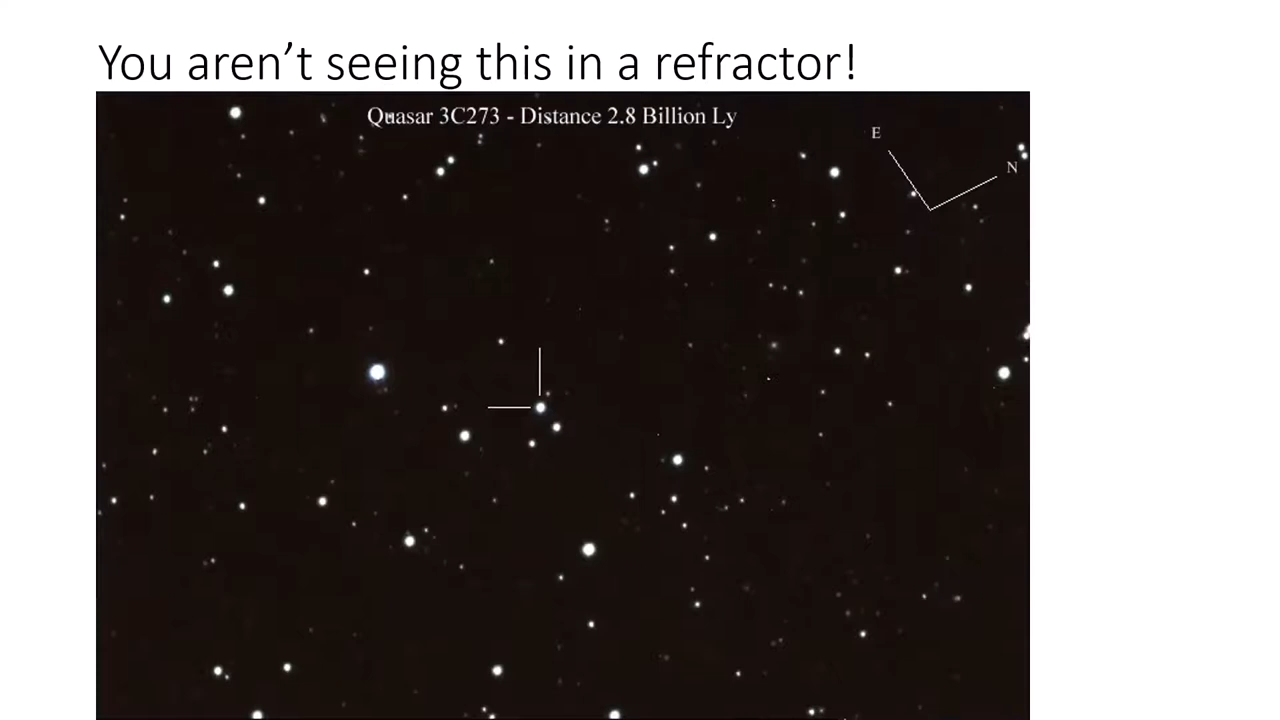 You aren’t seeing this in a refractor!
Quasar 3C273 - Distance 2.8 Billion Ly
E
N